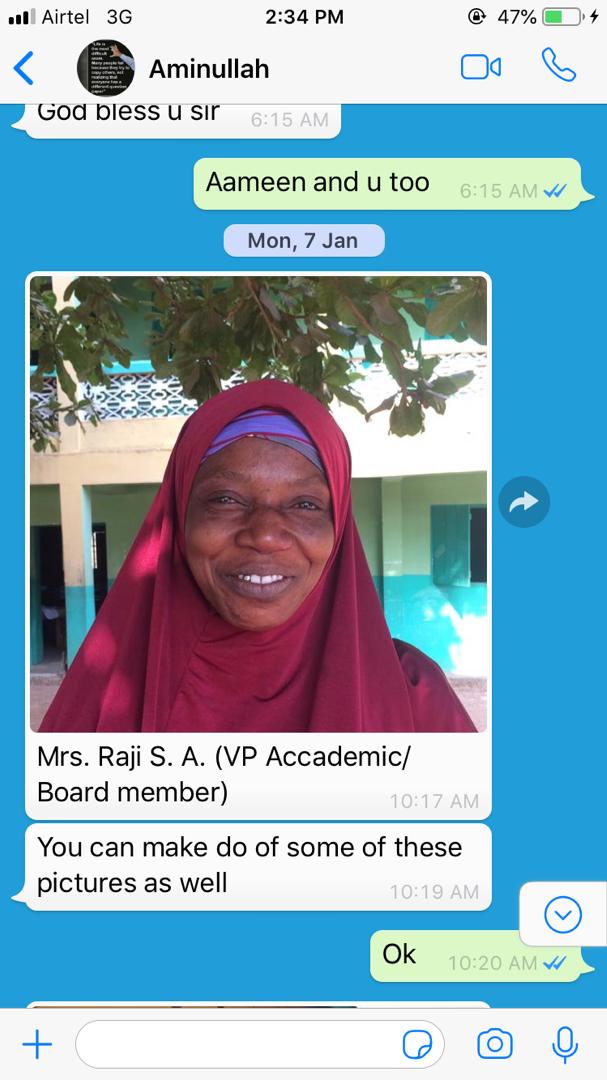 Airtel 3G 2:34 PM 47%
Aminullah
God bless u sir 6:15 AM
Aameen and u too 6:15 AM
Mon, 7 Jan
Mrs. Raji S. A. (VP Accademic/
Board member) 10:17 AM
You can make do of some of these
pictures as well 10:19 AM
Ok 10:20 AM